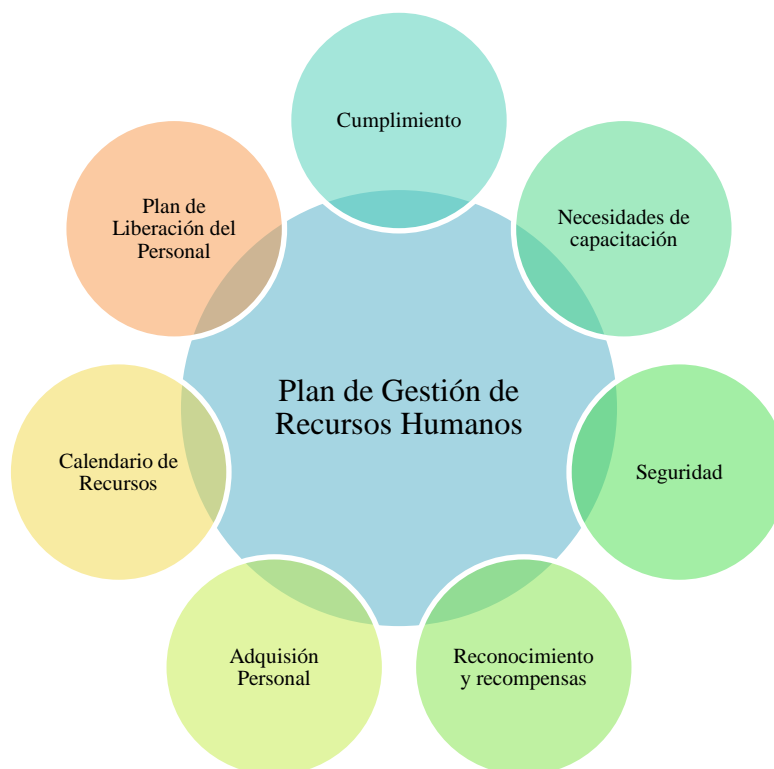 Cumplimiento
Necesidades de
capacitación
Seguridad
Reconocimiento
y recompensas
Adquisión
Personal
Calendario de
Recursos
Plan de
Liberación del
Personal
Plan de Gestión de
Recursos Humanos